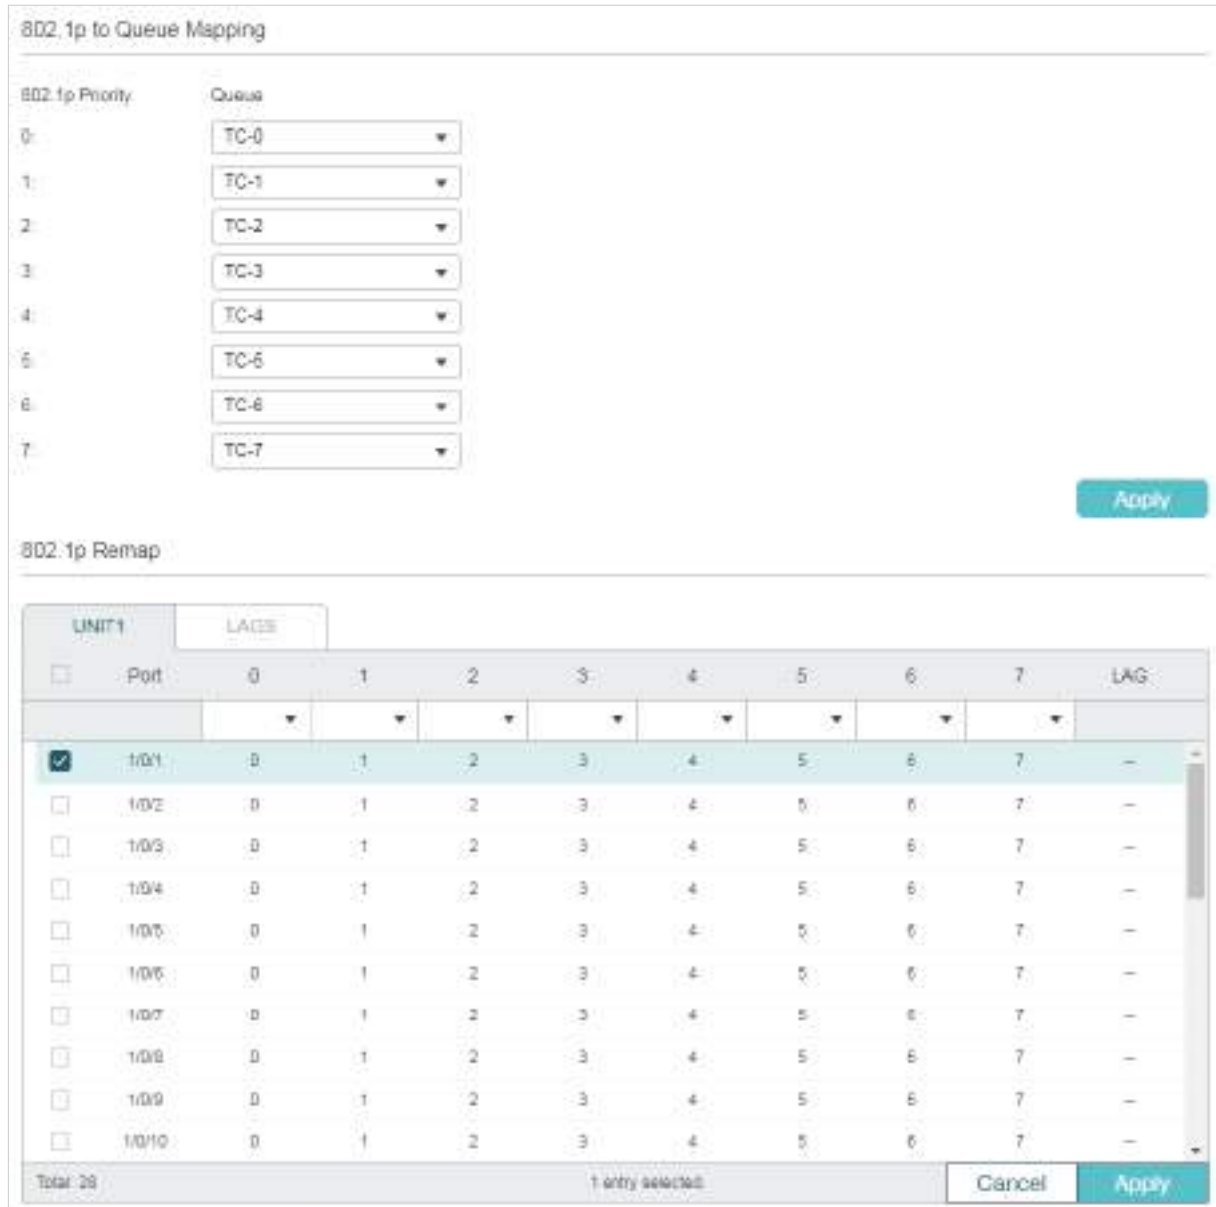 802.1p to Queue Mapping
802.1p Priority Queue
0: TC-0
1: TC-1
2: TC-2
3: TC-3
4: TC-4
5: TC-5
6: TC-6
7: TC-7
Apply
802.1p Remap
UNIT1 LAGS
Port 0 1 2 3 4 5 6 7 LAG
1/0/1 0 1 2 3 4 5 6 7 --
1/0/2 0 1 2 3 4 5 6 7 --
1/0/3 0 1 2 3 4 5 6 7 --
1/0/4 0 1 2 3 4 5 6 7 --
1/0/5 0 1 2 3 4 5 6 7 --
1/0/6 0 1 2 3 4 5 6 7 --
1/0/7 0 1 2 3 4 5 6 7 --
1/0/8 0 1 2 3 4 5 6 7 --
1/0/9 0 1 2 3 4 5 6 7 --
1/0/10 0 1 2 3 4 5 6 7 --
Total: 28 1 entry selected. Cancel Apply